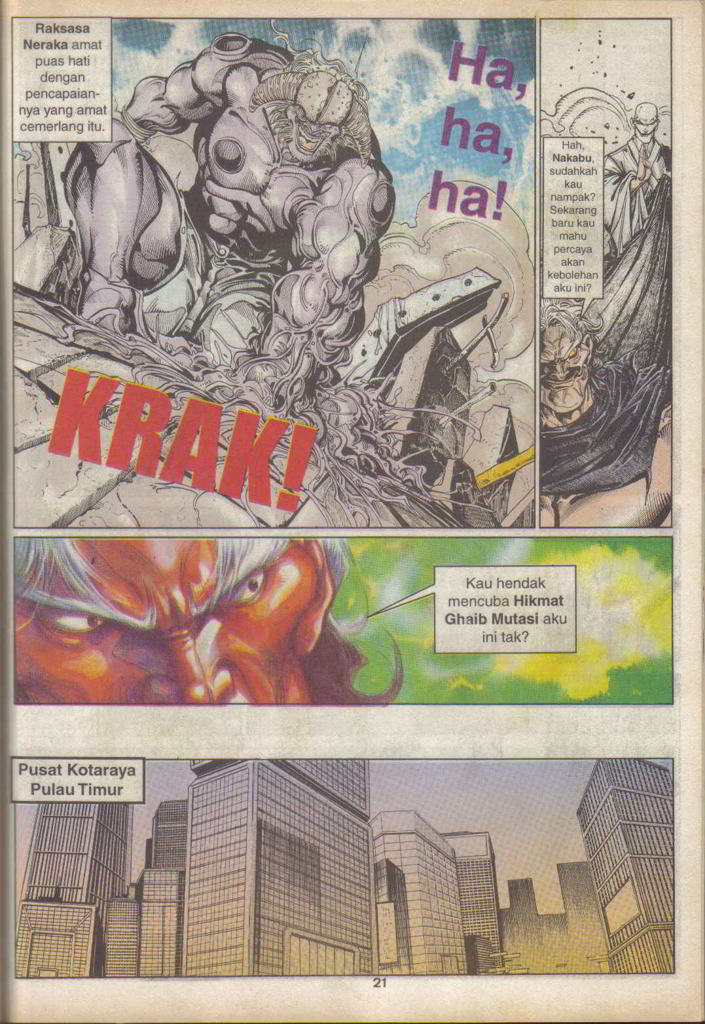 Raksasa
Neraka amat
puas hati
dengan
pencapaian-
nya yang amat
cemerlang itu.
Ha,
ha,
ha!
KRAK!
Hah,
Nakabu,
sudahkah
kau
nampak?
Sekarang
baru kau
mahu
percaya
akan
kebolehan
aku ini?
Kau hendak
mencuba Hikmat
Ghaib Mutasi aku
ini tak?
Pusat Kotaraya
Pulau Timur
21